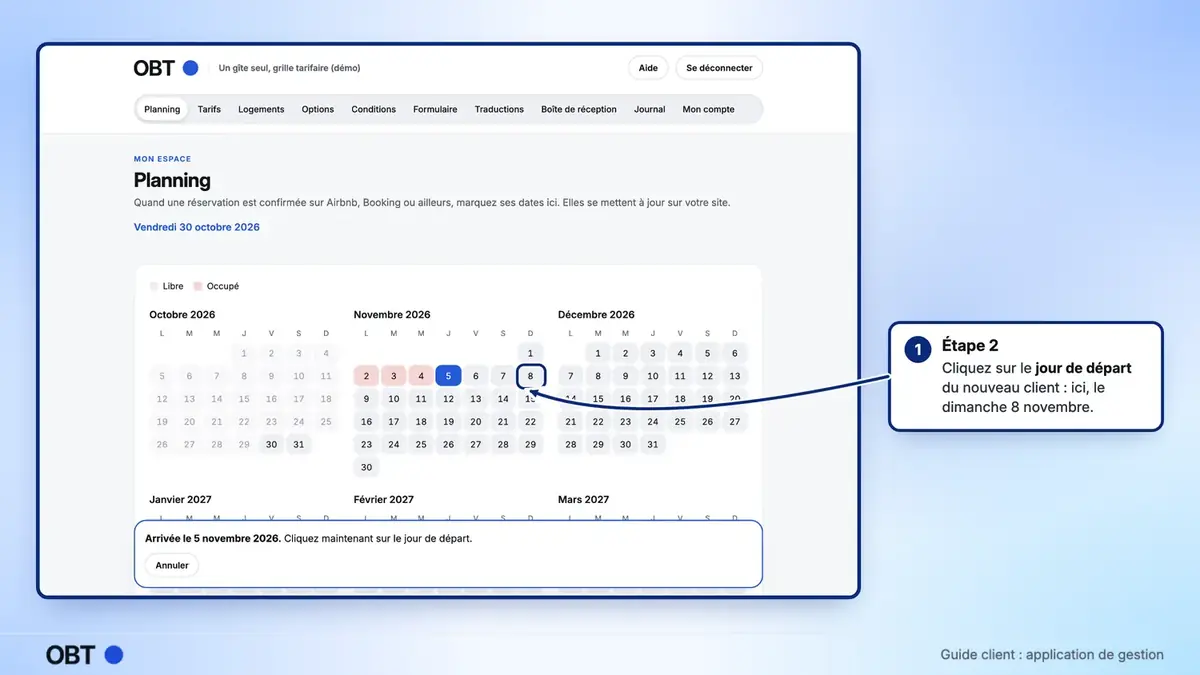 OBT
Un gîte seul, grille tarifaire (démo)
Aide
Se déconnecter
Planning Tarifs Logements Options Conditions Formulaire Traductions Boîte de réception Journal Mon compte
MON ESPACE
Planning
Quand une réservation est confirmée sur Airbnb, Booking ou ailleurs, marquez ses dates ici. Elles se mettent à jour sur votre site.
Vendredi 30 octobre 2026
Libre Occupé
Octobre 2026
L M M J V S D
1 2 3 4
5 6 7 8 9 10 11
12 13 14 15 16 17 18
19 20 21 22 23 24 25
26 27 28 29 30 31
Novembre 2026
L M M J V S D
1
2 3 4 5 6 7 8
9 10 11 12 13 14 15
16 17 18 19 20 21 22
23 24 25 26 27 28 29
30
Décembre 2026
L M M J V S D
1 2 3 4 5 6
7 8 9 10 11 12 13
14 15 16 17 18 19 20
21 22 23 24 25 26 27
28 29 30 31
Janvier 2027
L M M J V S D
Février 2027
L M M J V S D
Mars 2027
L M M J V S D
Arrivée le 5 novembre 2026. Cliquez maintenant sur le jour de départ.
Annuler
1
Étape 2
Cliquez sur le jour de départ
du nouveau client : ici, le
dimanche 8 novembre.
OBT
Guide client : application de gestion